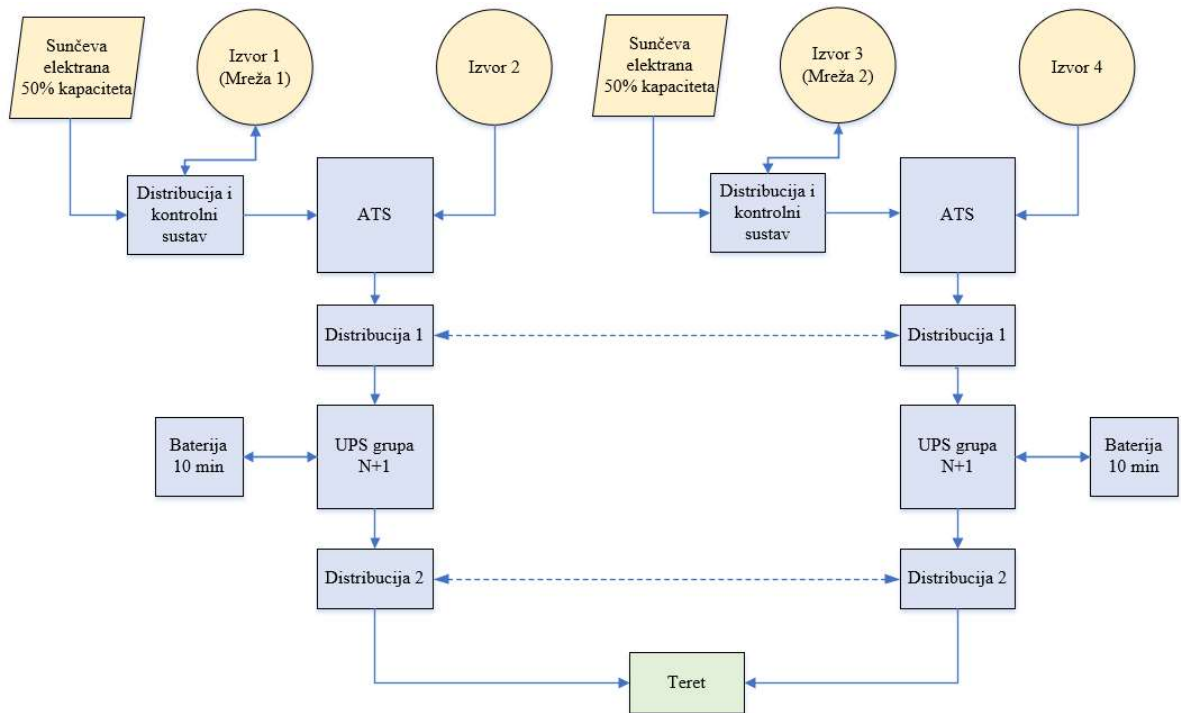 Sunčeva
elektrana
50% kapaciteta
Izvor 1
(Mreža 1)
Izvor 2
Sunčeva
elektrana
50% kapaciteta
Izvor 3
(Mreža 2)
Izvor 4
Distribucija i
kontrolni
sustav
ATS
Distribucija i
kontrolni
sustav
ATS
Distribucija 1
Distribucija 1
Baterija
10 min
UPS grupa
N+1
UPS grupa
N+1
Baterija
10 min
Distribucija 2
Distribucija 2
Teret